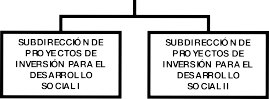 SUBDIRECCIÓN DE
PROYECTOS DE
INVERSIÓN PARA EL
DESARROLLO
SOCIAL I
SUBDIRECCIÓN DE
PROYECTOS DE
INVERSIÓN PARA EL
DESARROLLO
SOCIAL II